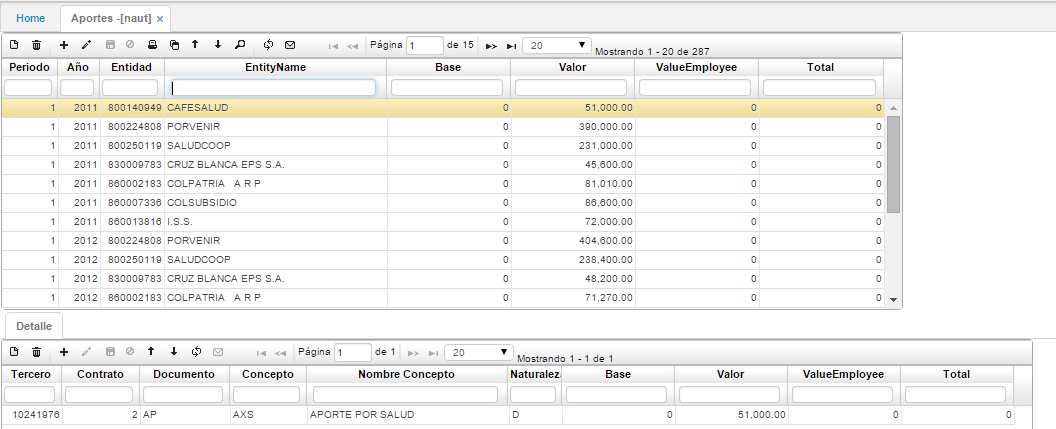 Home Aportes -[naut] ×
Página 1 de 15 20 Mostrando 1 - 20 de 287
Periodo Año Entidad EntityName Base Valor ValueEmployee Total
1 2011 800140949 CAFESALUD 0 51,000.00 0 0
1 2011 800224808 PORVENIR 0 390,000.00 0 0
1 2011 800250119 SALUDCOOP 0 231,000.00 0 0
1 2011 830009783 CRUZ BLANCA EPS S.A. 0 45,600.00 0 0
1 2011 860002183 COLPATRIA A R P 0 81,010.00 0 0
1 2011 860007336 COLSUBSIDIO 0 86,600.00 0 0
1 2011 860013816 I.S.S. 0 72,000.00 0 0
1 2012 800224808 PORVENIR 0 404,600.00 0 0
1 2012 800250119 SALUDCOOP 0 238,400.00 0 0
1 2012 830009783 CRUZ BLANCA EPS S.A. 0 48,200.00 0 0
1 2012 860002183 COLPATRIA A R P 0 71,270.00 0 0
Detalle
Página 1 de 1 20 Mostrando 1 - 1 de 1
Tercero Contrato Documento Concepto Nombre Concepto Naturaleza Base Valor ValueEmployee Total
10241976 2 AP AXS APORTE POR SALUD D 0 51,000.00 0 0